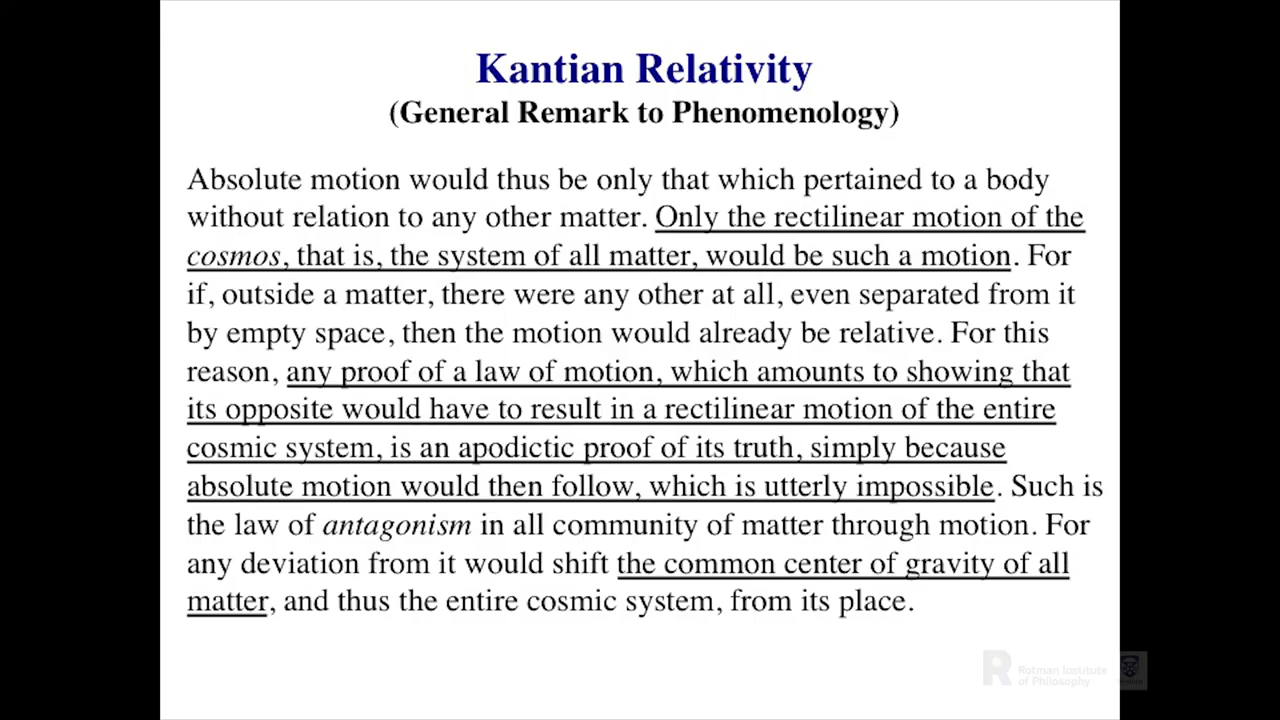 Kantian Relativity
(General Remark to Phenomenology)
Absolute motion would thus be only that which pertained to a body
without relation to any other matter. Only the rectilinear motion of the
cosmos, that is, the system of all matter, would be such a motion. For
if, outside a matter, there were any other at all, even separated from it
by empty space, then the motion would already be relative. For this
reason, any proof of a law of motion, which amounts to showing that
its opposite would have to result in a rectilinear motion of the entire
cosmic system, is an apodictic proof of its truth, simply because
absolute motion would then follow, which is utterly impossible. Such is
the law of antagonism in all community of matter through motion. For
any deviation from it would shift the common center of gravity of all
matter, and thus the entire cosmic system, from its place.
Rotman Institute
of Philosophy